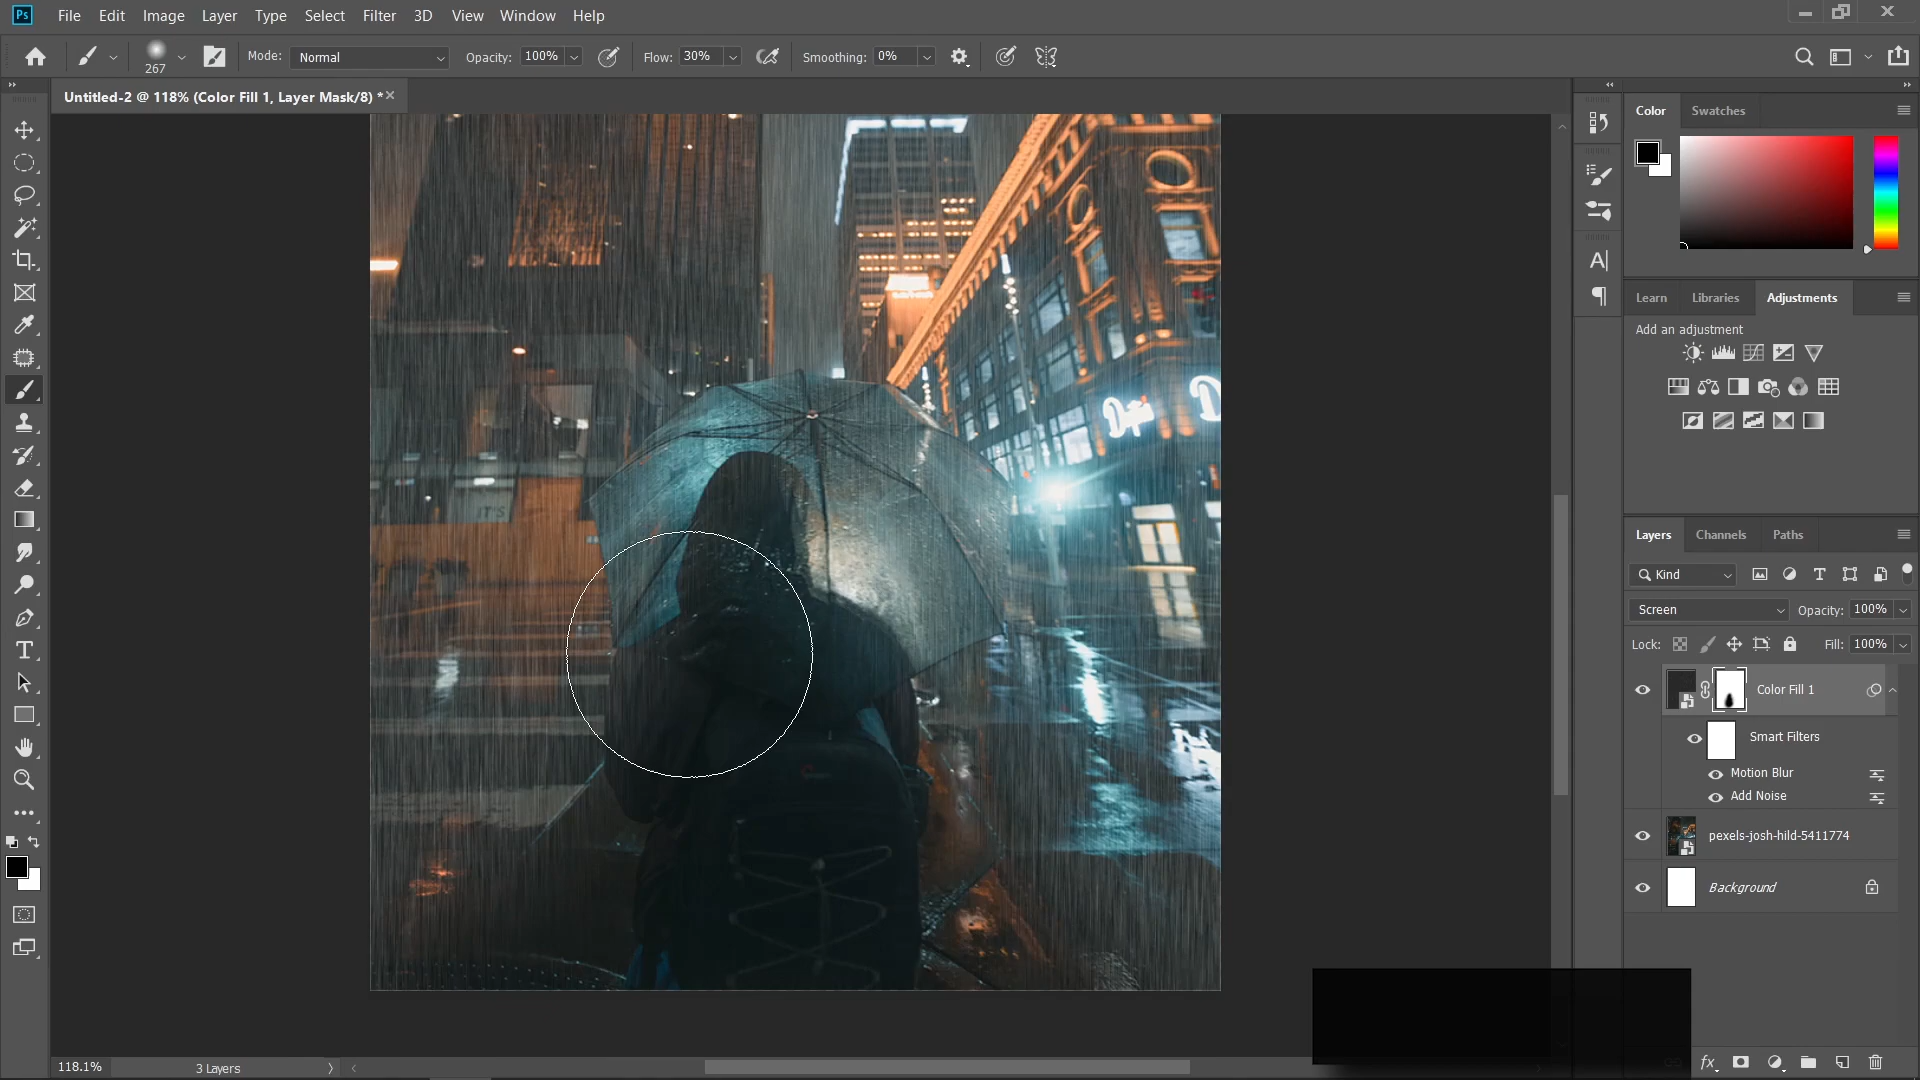 Ps File Edit Image Layer Type Select Filter 3D View Window Help
267 Mode: Normal Opacity: 100% Flow: 30% Smoothing: 0%
Untitled-2 @ 118% (Color Fill 1, Layer Mask/8) *
Color Swatches
Learn Libraries Adjustments
Add an adjustment
IT'S
Layers Channels Paths
Kind
Screen Opacity: 100%
Lock: Fill: 100%
Color Fill 1
Smart Filters
Motion Blur
Add Noise
pexels-josh-hild-5411774
Background
118.1% 3 Layers
fx